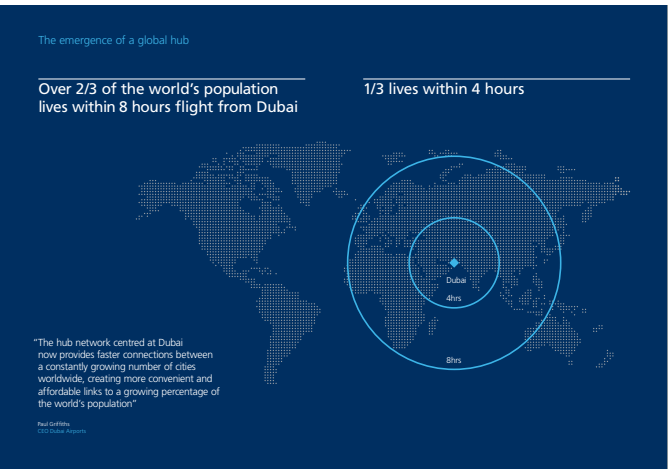 The emergence of a global hub
Over 2/3 of the world's population
lives within 8 hours flight from Dubai
1/3 lives within 4 hours
Dubai
4hrs
8hrs
“The hub network centred at Dubai
now provides faster connections between
a constantly growing number of cities
worldwide, creating more convenient and
affordable links to a growing percentage of
the world's population”
Paul Griffiths
CEO Dubai Airports